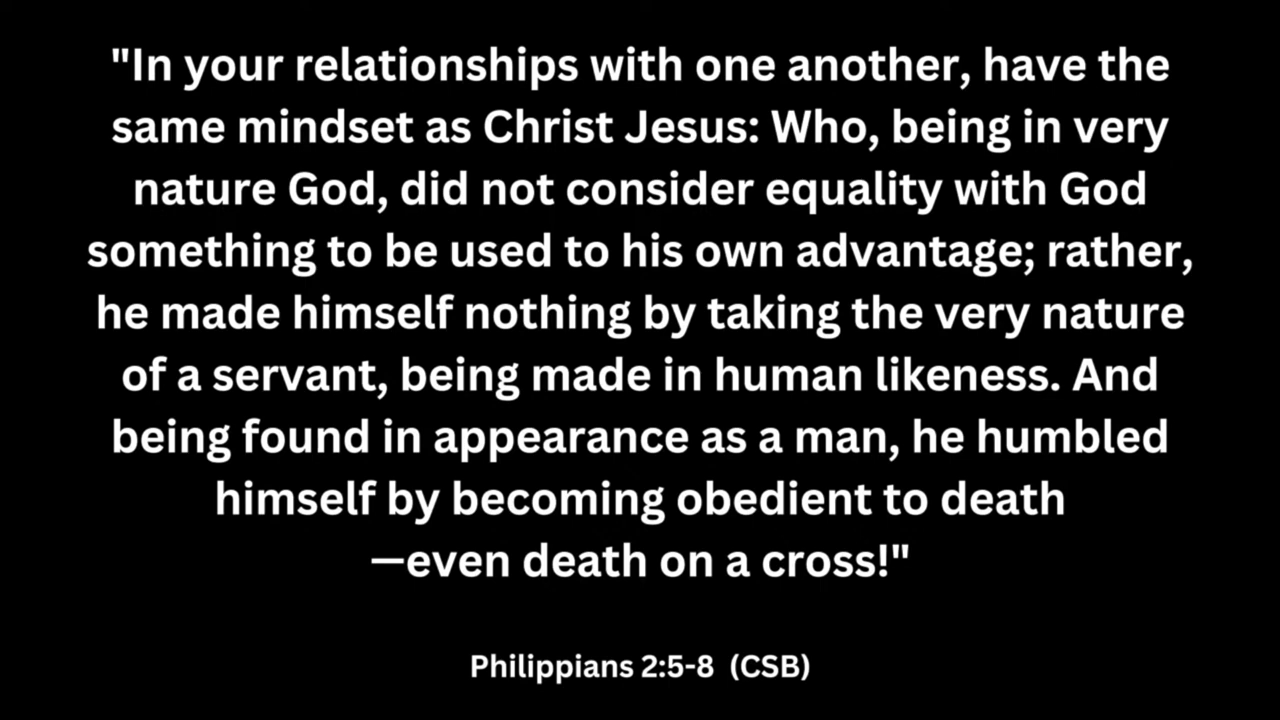 "In your relationships with one another, have the
same mindset as Christ Jesus: Who, being in very
nature God, did not consider equality with God
something to be used to his own advantage; rather,
he made himself nothing by taking the very nature
of a servant, being made in human likeness. And
being found in appearance as a man, he humbled
himself by becoming obedient to death
—even death on a cross!"
Philippians 2:5-8 (CSB)